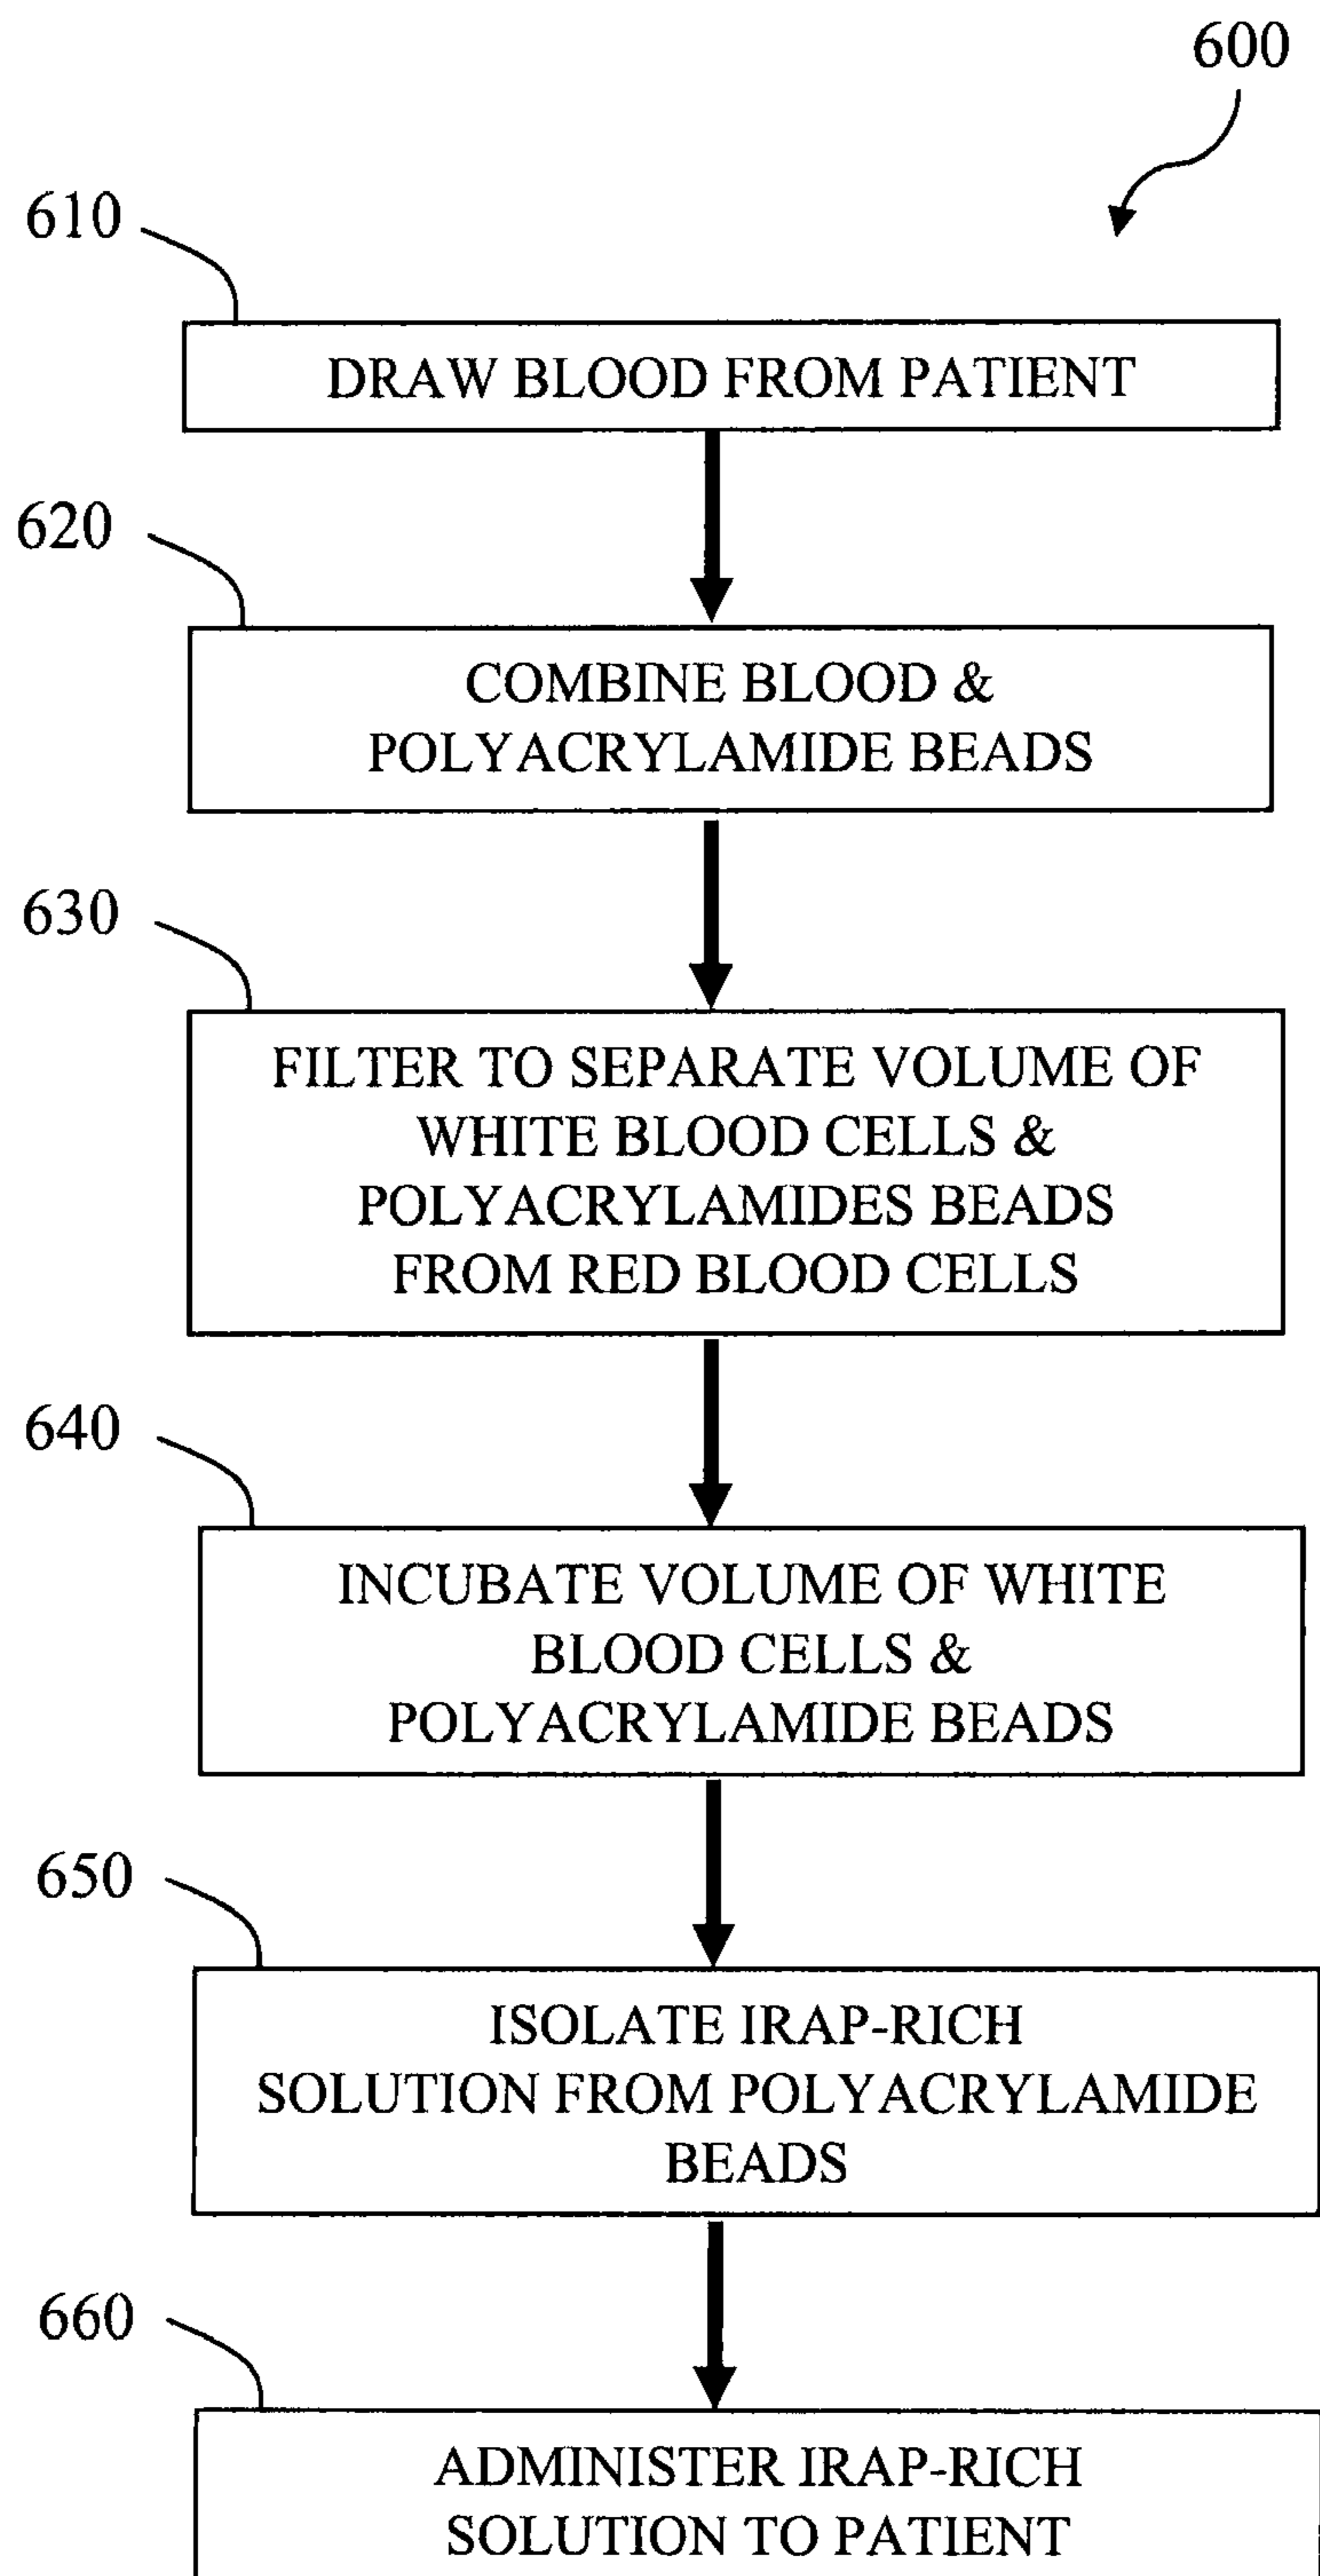 600
610
DRAW BLOOD FROM PATIENT
620
COMBINE BLOOD &
POLYACRYLAMIDE BEADS
630
FILTER TO SEPARATE VOLUME OF
WHITE BLOOD CELLS &
POLYACRYLAMIDES BEADS
FROM RED BLOOD CELLS
640
INCUBATE VOLUME OF WHITE
BLOOD CELLS &
POLYACRYLAMIDE BEADS
650
ISOLATE IRAP-RICH
SOLUTION FROM POLYACRYLAMIDE
BEADS
660
ADMINISTER IRAP-RICH
SOLUTION TO PATIENT